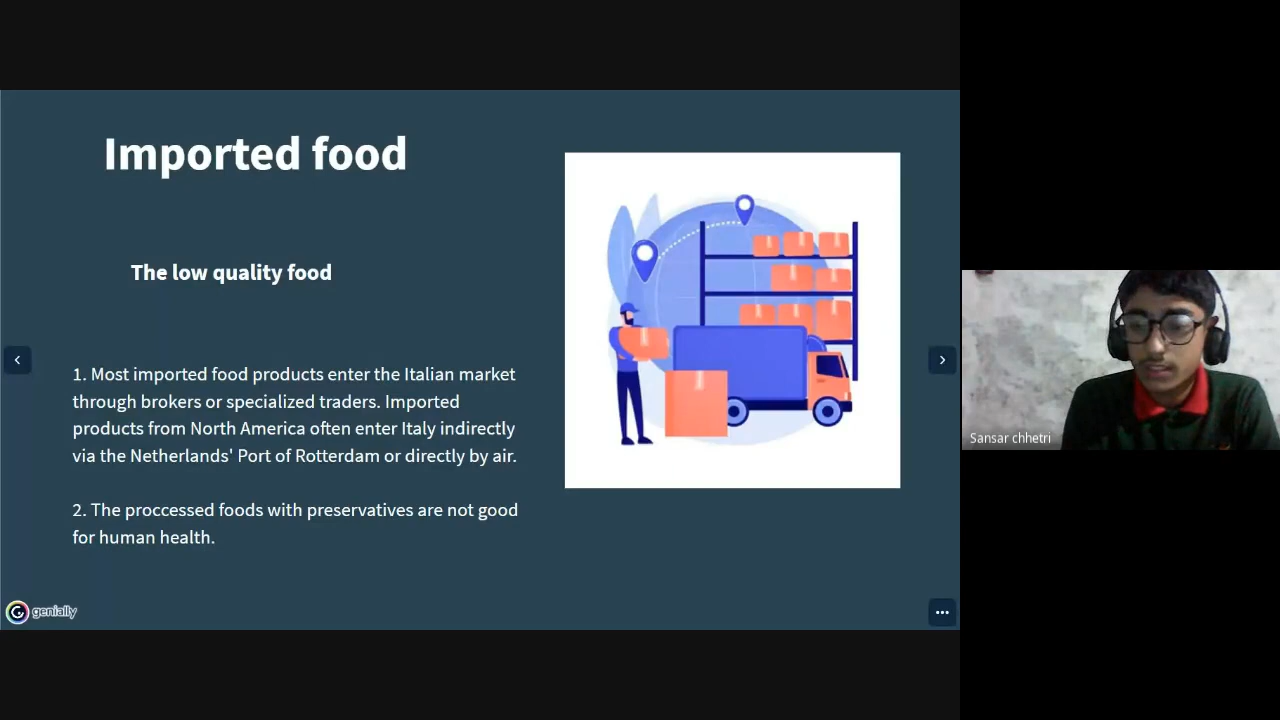 Imported food
The low quality food
1. Most imported food products enter the Italian market
through brokers or specialized traders. Imported
products from North America often enter Italy indirectly
via the Netherlands' Port of Rotterdam or directly by air.
2. The proccessed foods with preservatives are not good
for human health.
genially
Sansar chhetri